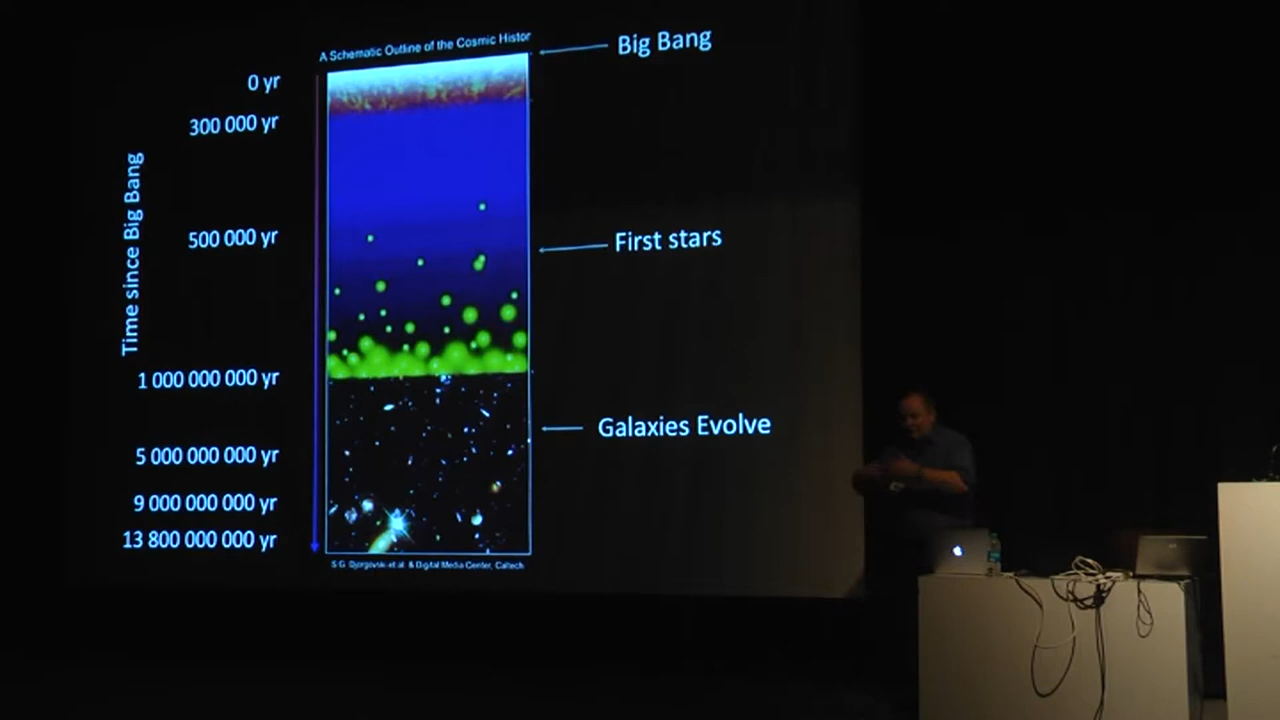 A Schematic Outline of the Cosmic Histor
Big Bang
0 yr
300 000 yr
Time since Big Bang
500 000 yr
First stars
1 000 000 000 yr
Galaxies Evolve
5 000 000 000 yr
9 000 000 000 yr
13 800 000 000 yr
S.G. Djorgovski et al. & Digital Media Center, Caltech